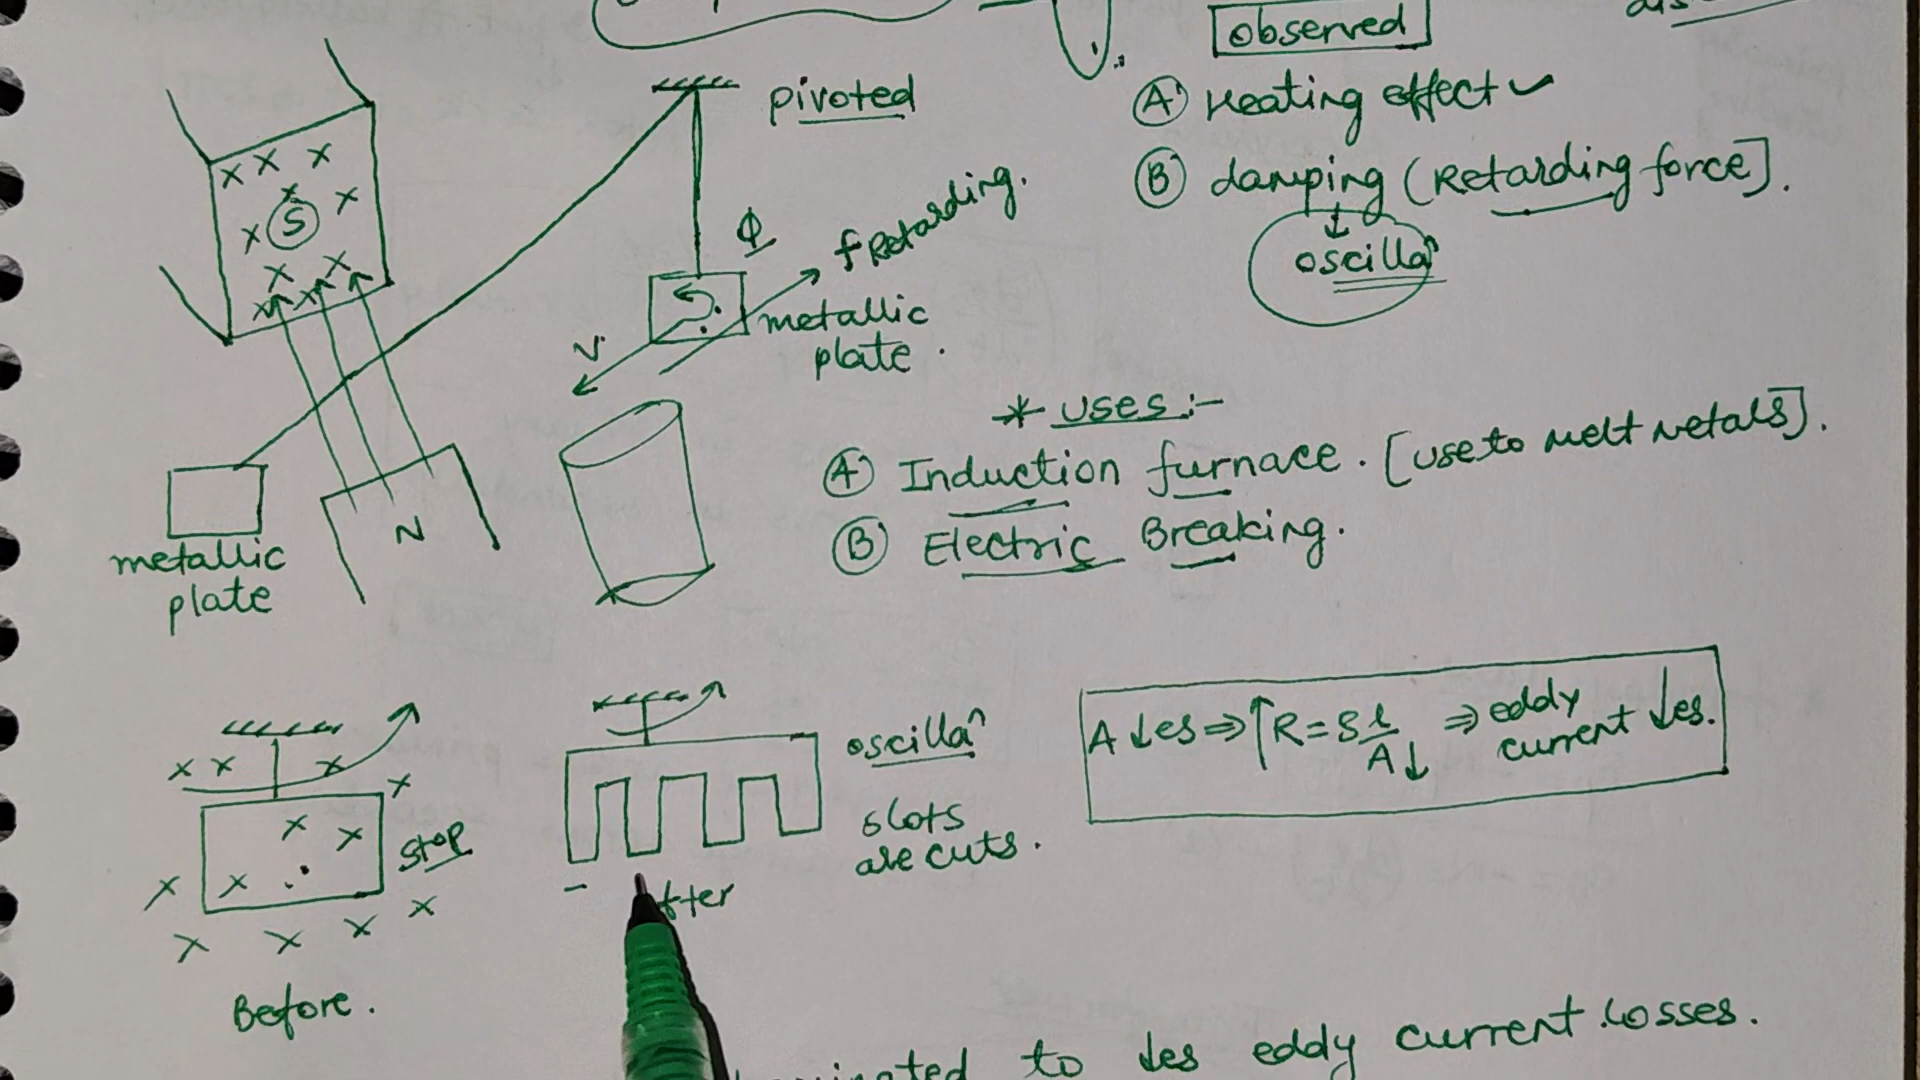 observed
pivoted
(A) Heating effect ✓
(B) damping (Retarding force].
↓
oscillaⁿ
x x x
x x
x (S)
x x
x x
ϕ
f Retarding.
v.
metallic
plate.
* uses :-
(A) Induction furnace. [use to melt metals].
(B) Electric Breaking.
N
metallic
plate
x x x x
x x
x
stop
x x x x x
Before.
oscillaⁿ
slots
are cuts.
fter
A ↓es ⇒ ↑R = S l/A↓ ⇒ eddy
current ↓es.
to ↓es eddy current losses.